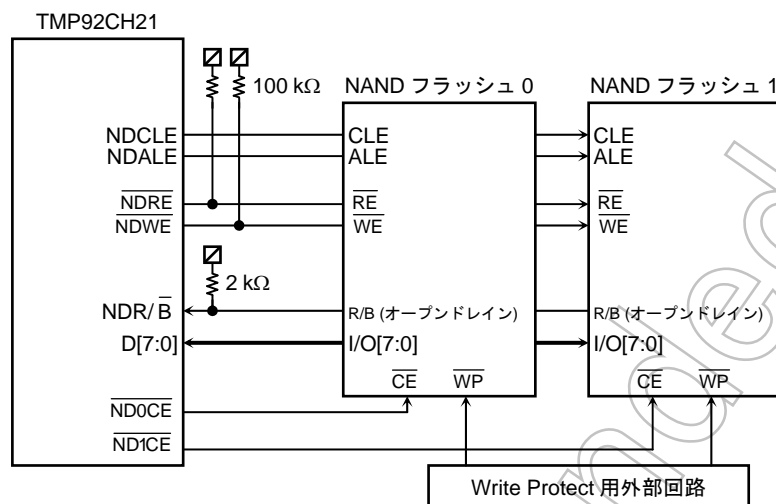 TMP92CH21
100 kΩ
NAND フラッシュ 0
NAND フラッシュ 1
NDCLE
CLE
CLE
NDALE
ALE
ALE
NDRE
RE
RE
NDWE
WE
WE
2 kΩ
NDR/B
R/B (オープンドレイン)
R/B (オープンドレイン)
D[7:0]
I/O[7:0]
I/O[7:0]
CE
WP
CE
WP
ND0CE
ND1CE
Write Protect 用外部回路